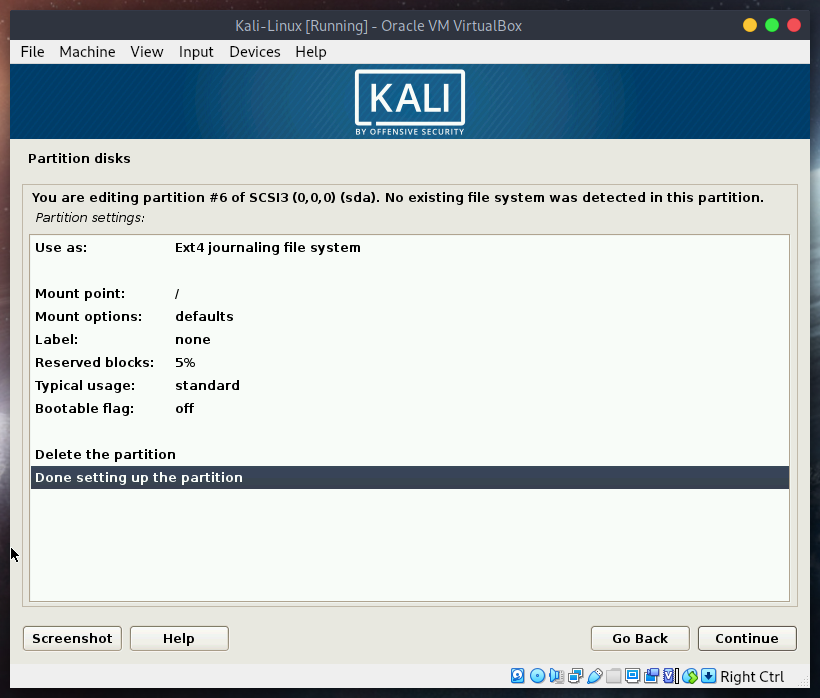 Kali-Linux [Running] - Oracle VM VirtualBox
File Machine View Input Devices Help
KALI
BY OFFENSIVE SECURITY
Partition disks
You are editing partition #6 of SCSI3 (0,0,0) (sda). No existing file system was detected in this partition.
Partition settings:
Use as: Ext4 journaling file system
Mount point: /
Mount options: defaults
Label: none
Reserved blocks: 5%
Typical usage: standard
Bootable flag: off
Delete the partition
Done setting up the partition
Screenshot Help Go Back Continue
Right Ctrl